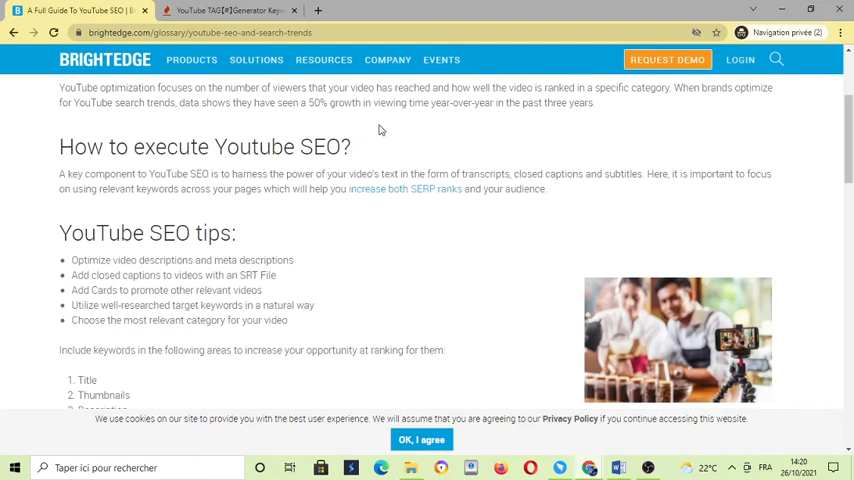 A Full Guide To YouTube SEO | B
YouTube TAG【#】Generator Keyw
brightedge.com/glossary/youtube-seo-and-search-trends
Navigation privée (2)
BRIGHTEDGE PRODUCTS SOLUTIONS RESOURCES COMPANY EVENTS REQUEST DEMO LOGIN
YouTube optimization focuses on the number of viewers that your video has reached and how well the video is ranked in a specific category. When brands optimize
for YouTube search trends, data shows they have seen a 50% growth in viewing time year-over-year in the past three years.
How to execute Youtube SEO?
A key component to YouTube SEO is to harness the power of your video's text in the form of transcripts, closed captions and subtitles. Here, it is important to focus
on using relevant keywords across your pages which will help you increase both SERP ranks and your audience.
YouTube SEO tips:
Optimize video descriptions and meta descriptions
Add closed captions to videos with an SRT File
Add Cards to promote other relevant videos
Utilize well-researched target keywords in a natural way
Choose the most relevant category for your video
Include keywords in the following areas to increase your opportunity at ranking for them:
1. Title
2. Thumbnails
3. Description
We use cookies on our site to provide you with the best user experience. We will assume that you are agreeing to our Privacy Policy if you continue accessing this website.
OK, I agree
Taper ici pour rechercher
22°C
FRA
14:20
26/10/2021